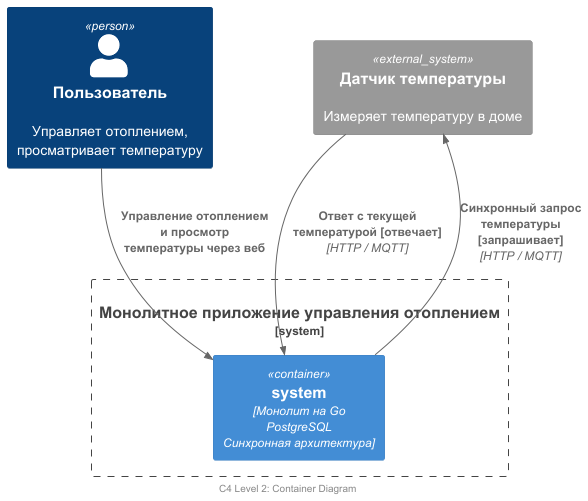 «person»
Пользователь
Управляет отоплением,
просматривает температуру
«external_system»
Датчик температуры
Измеряет температуру в доме
Управление отоплением
и просмотр
температуры через веб
Ответ с текущей
температурой [отвечает]
[HTTP / MQTT]
Синхронный запрос
температуры
[запрашивает]
[HTTP / MQTT]
Монолитное приложение управления отоплением
[system]
«container»
system
[Монолит на Go
PostgreSQL
Синхронная архитектура]
C4 Level 2: Container Diagram